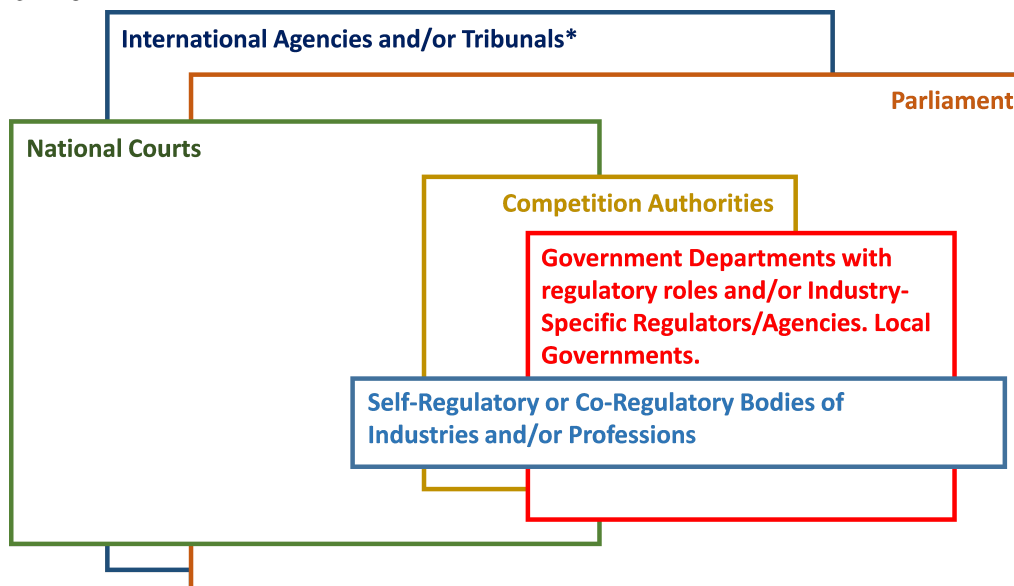 International Agencies and/or Tribunals*
Parliament
National Courts
Competition Authorities
Government Departments with
regulatory roles and/or Industry-
Specific Regulators/Agencies. Local
Governments.
Self-Regulatory or Co-Regulatory Bodies of
Industries and/or Professions